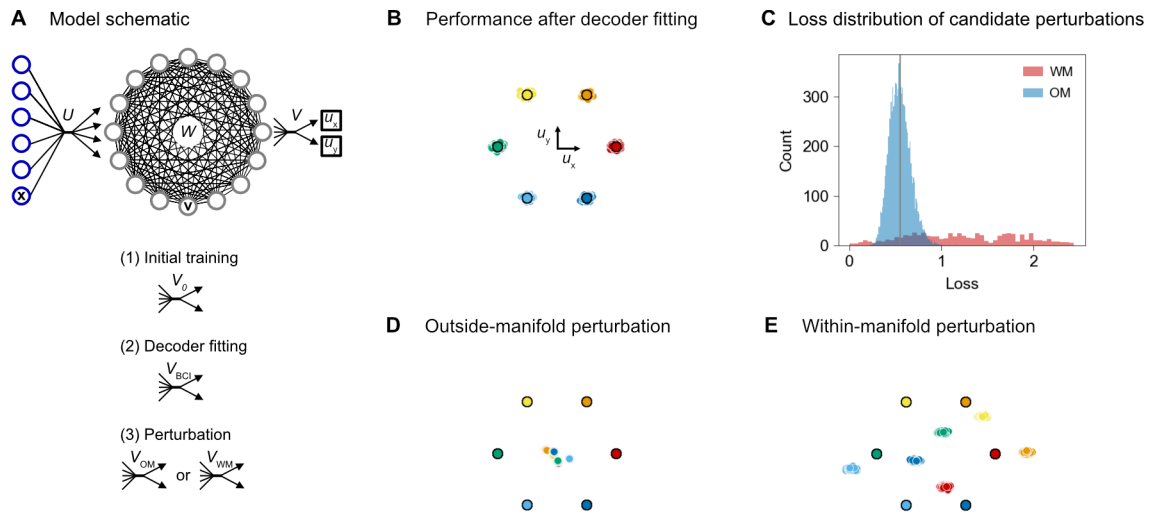 A Model schematic
U
W
V
u_x
u_y
x
v
(1) Initial training
V_0
(2) Decoder fitting
V_BCI
(3) Perturbation
V_OM or V_WM
B Performance after decoder fitting
u_y
u_x
C Loss distribution of candidate perturbations
WM
OM
300
200
100
0
Count
0 1 2
Loss
D Outside-manifold perturbation
E Within-manifold perturbation